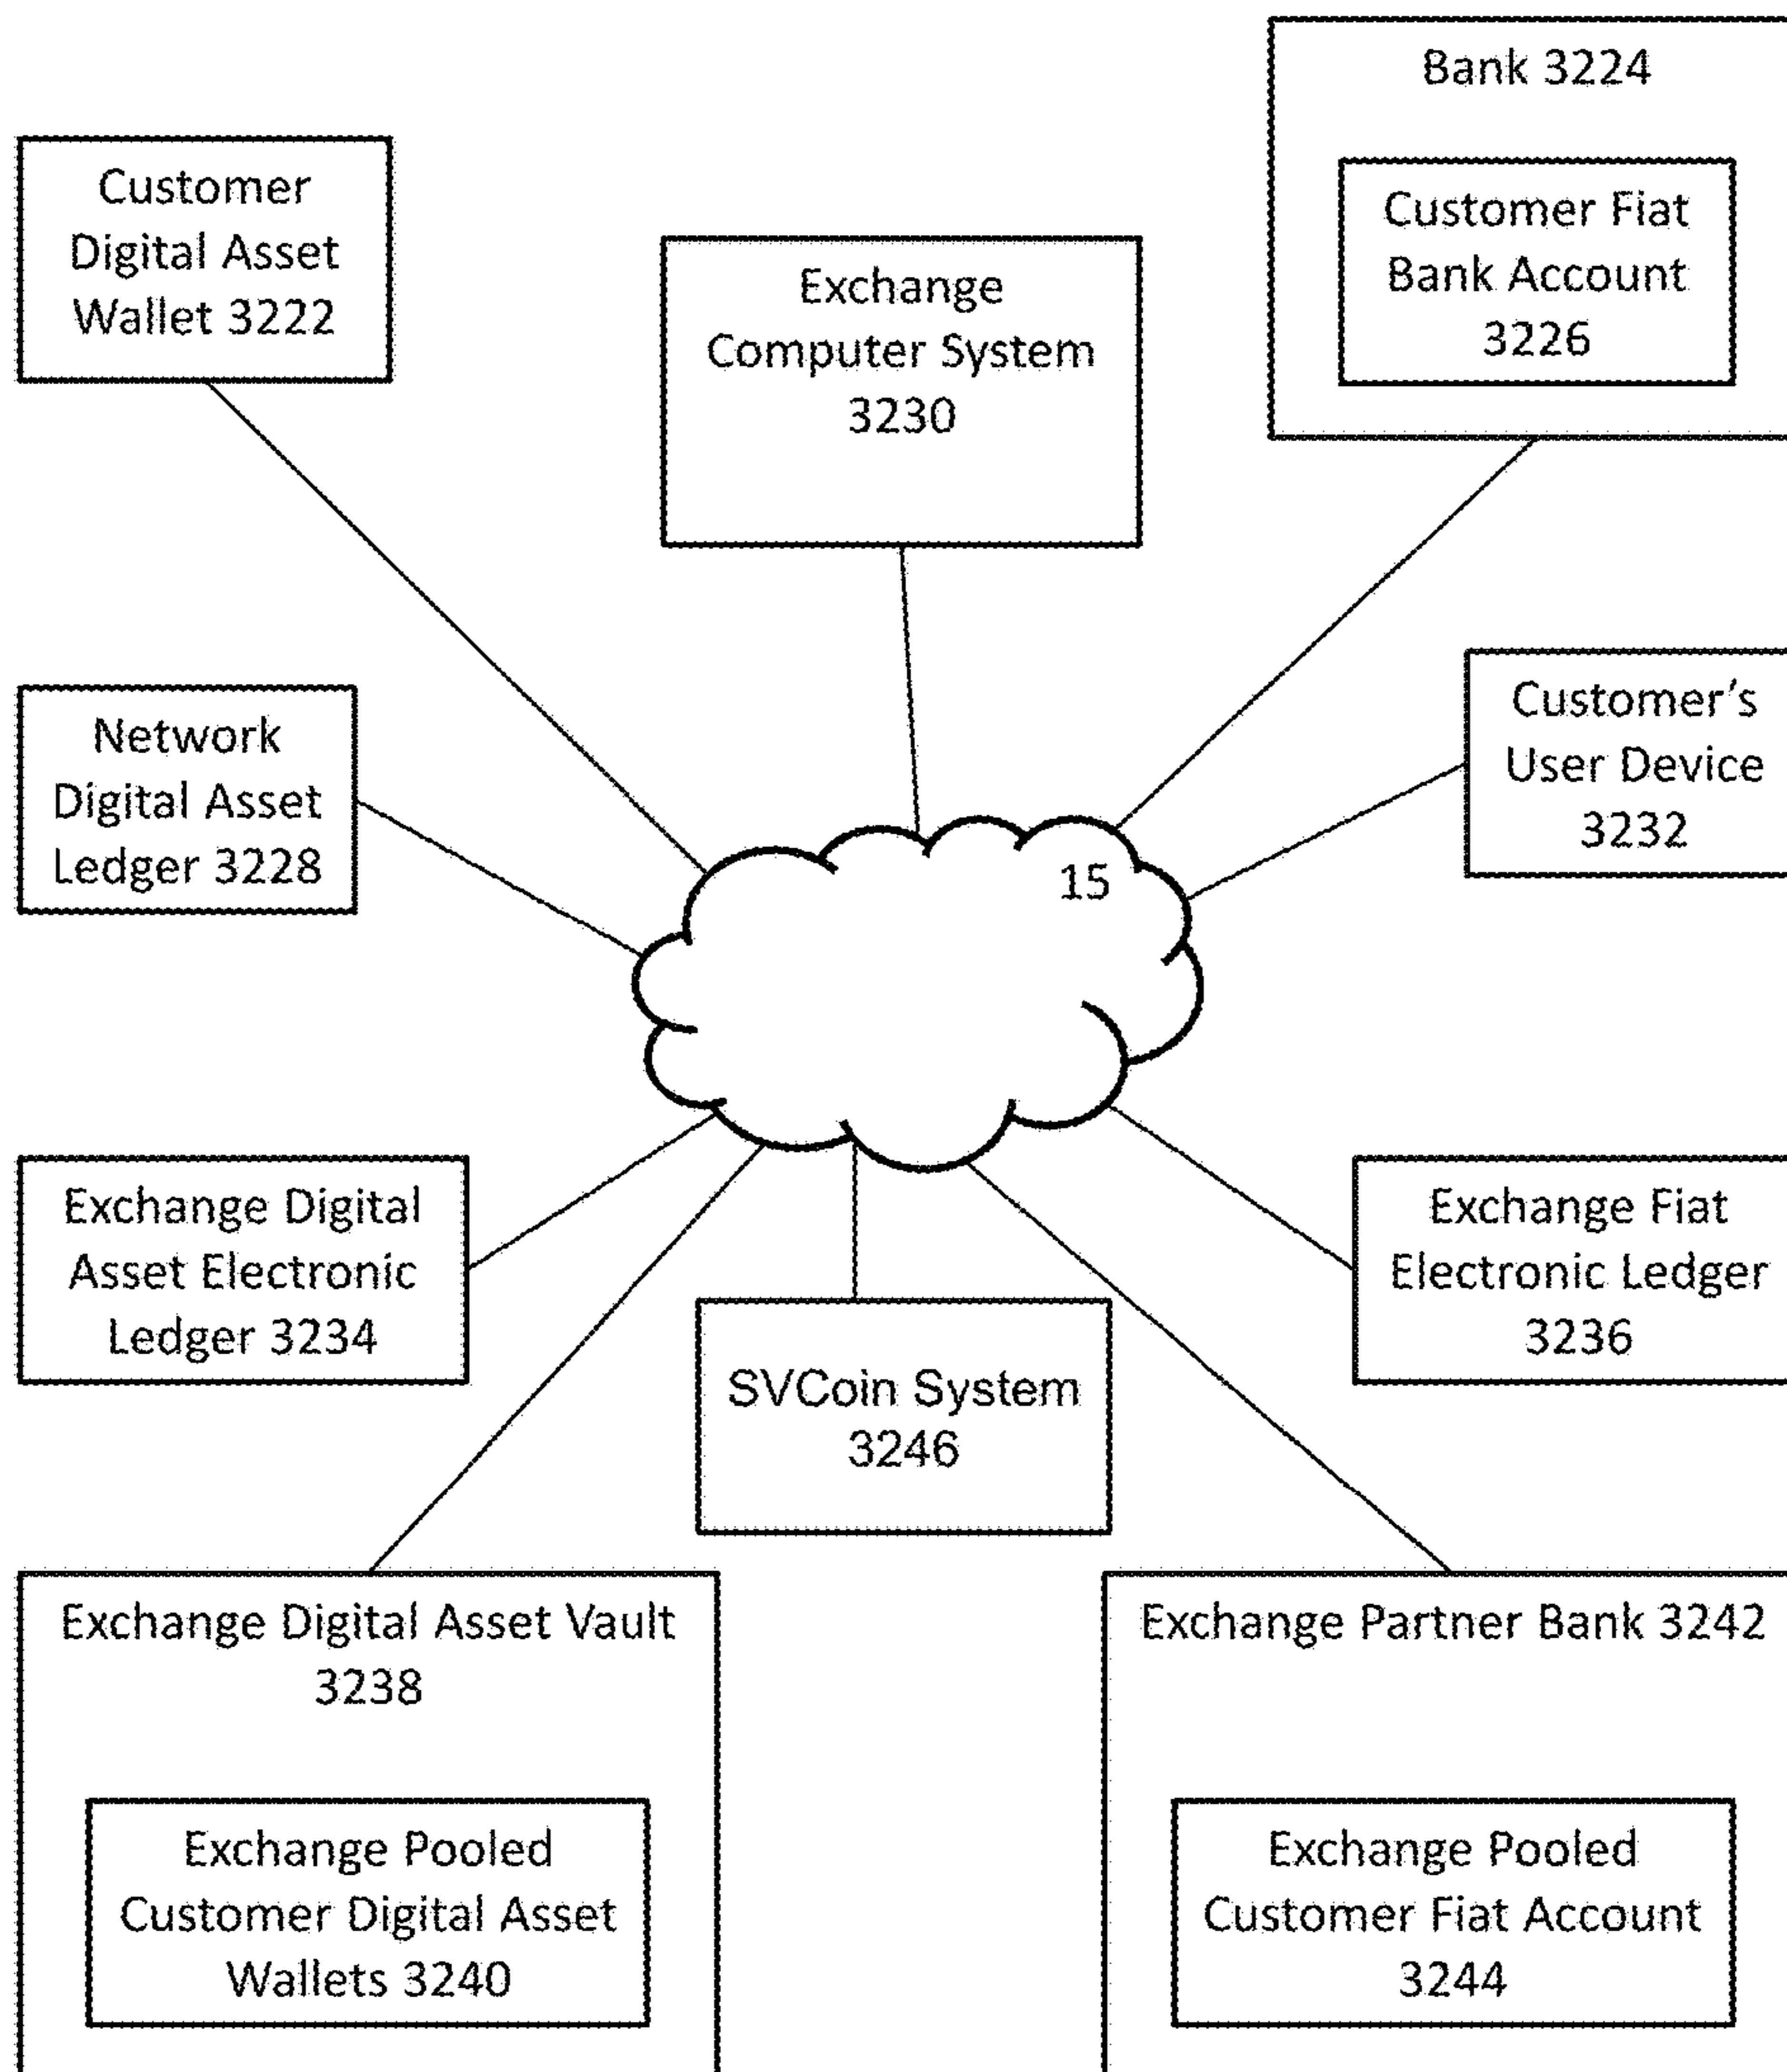 Bank 3224
Customer
Digital Asset
Wallet 3222
Customer Fiat
Bank Account
3226
Exchange
Computer System
3230
Network
Digital Asset
Ledger 3228
Customer's
User Device
3232
15
Exchange Digital
Asset Electronic
Ledger 3234
Exchange Fiat
Electronic Ledger
3236
SVCoin System
3246
Exchange Digital Asset Vault
3238
Exchange Partner Bank 3242
Exchange Pooled
Customer Digital Asset
Wallets 3240
Exchange Pooled
Customer Fiat Account
3244